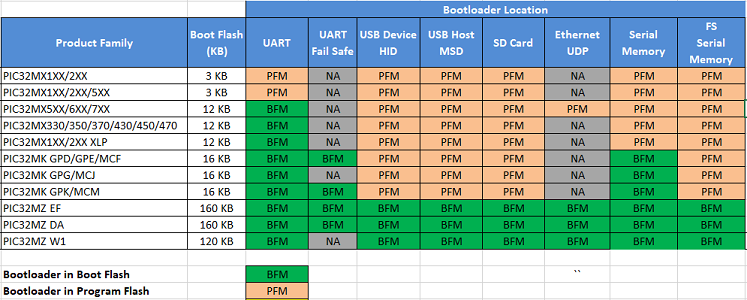 Bootloader Location
Product Family Boot Flash (KB) UART UART Fail Safe USB Device HID USB Host MSD SD Card Ethernet UDP Serial Memory FS Serial Memory
PIC32MX1XX/2XX 3 KB PFM NA PFM PFM PFM NA PFM PFM
PIC32MX1XX/2XX/5XX 3 KB PFM NA PFM PFM PFM NA PFM PFM
PIC32MX5XX/6XX/7XX 12 KB BFM NA PFM PFM PFM PFM PFM PFM
PIC32MX330/350/370/430/450/470 12 KB BFM NA PFM PFM PFM NA PFM PFM
PIC32MX1XX/2XX XLP 12 KB BFM NA PFM PFM PFM NA PFM PFM
PIC32MK GPD/GPE/MCF 16 KB BFM BFM PFM PFM PFM NA BFM PFM
PIC32MK GPG/MCJ 16 KB BFM NA PFM PFM PFM NA BFM PFM
PIC32MK GPK/MCM 16 KB BFM BFM PFM PFM PFM NA BFM PFM
PIC32MZ EF 160 KB BFM BFM BFM BFM BFM BFM BFM BFM
PIC32MZ DA 160 KB BFM BFM BFM BFM BFM BFM BFM BFM
PIC32MZ W1 120 KB BFM NA BFM BFM BFM BFM BFM BFM
Bootloader in Boot Flash BFM ``
Bootloader in Program Flash PFM